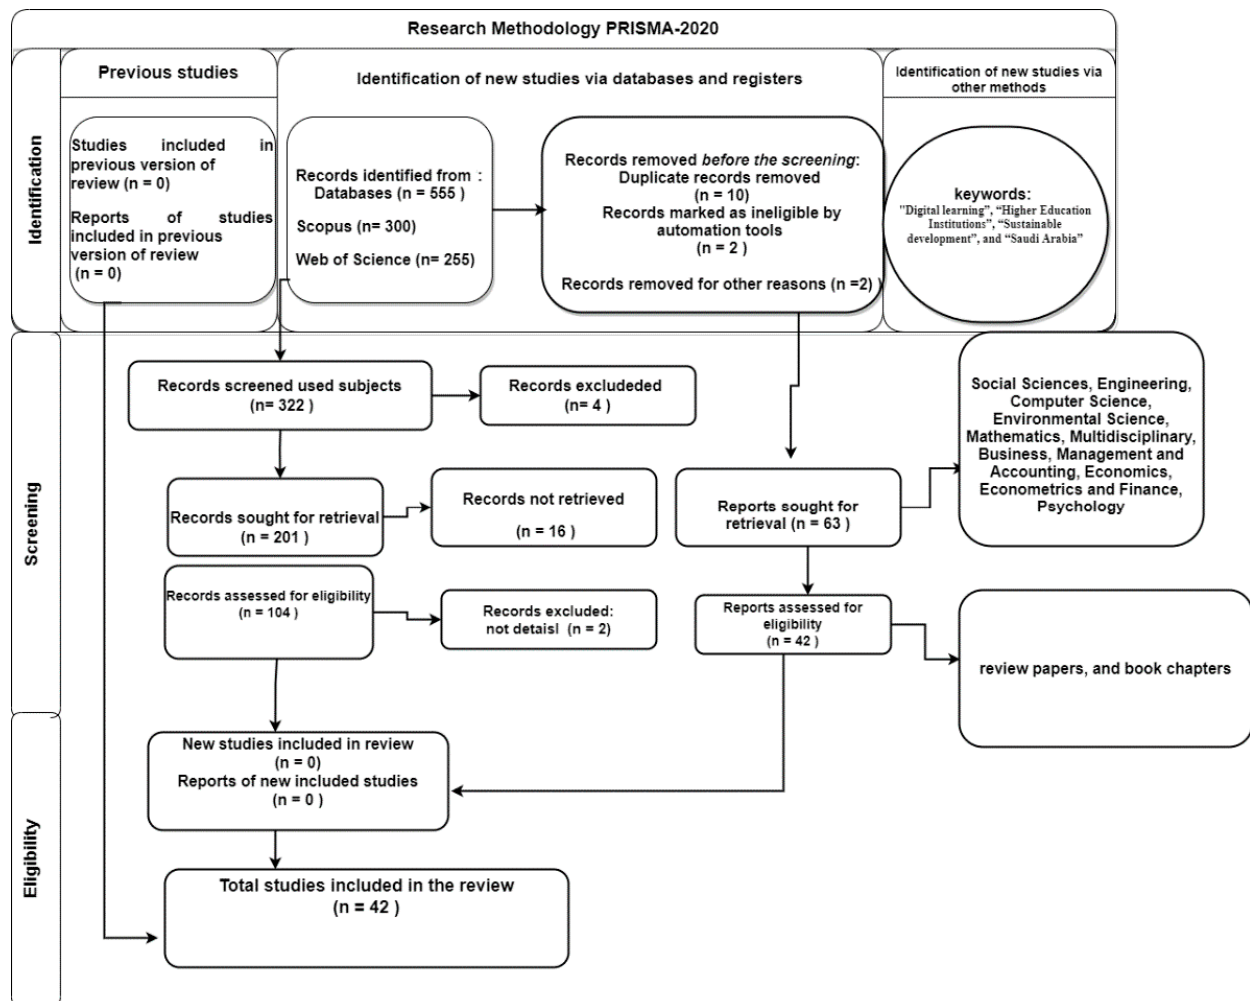 Research Methodology PRISMA-2020
Identification
Previous studies
Studies included in
previous version of
review (n = 0)
Reports of studies
included in previous
version of review
(n = 0)
Identification of new studies via databases and registers
Records identified from :
Databases (n = 555 )
Scopus (n= 300)
Web of Science (n= 255)
Records removed before the screening:
Duplicate records removed
(n = 10)
Records marked as ineligible by
automation tools
(n = 2 )
Records removed for other reasons (n =2)
Identification of new studies via
other methods
keywords:
"Digital learning”, “Higher Education
Institutions”, “Sustainable
development”, and “Saudi Arabia”
Screening
Records screened used subjects
(n= 322 )
Records excludeded
(n= 4 )
Records sought for retrieval
(n = 201 )
Records not retrieved
(n = 16 )
Records assessed for eligibility
(n = 104 )
Records excluded:
not detaisl (n = 2)
Reports sought for
retrieval (n = 63 )
Social Sciences, Engineering,
Computer Science,
Environmental Science,
Mathematics, Multidisciplinary,
Business, Management and
Accounting, Economics,
Econometrics and Finance,
Psychology
Reports assessed for
eligibility
(n = 42 )
review papers, and book chapters
Eligibility
New studies included in review
(n = 0)
Reports of new included studies
(n = 0 )
Total studies included in the review
(n = 42 )